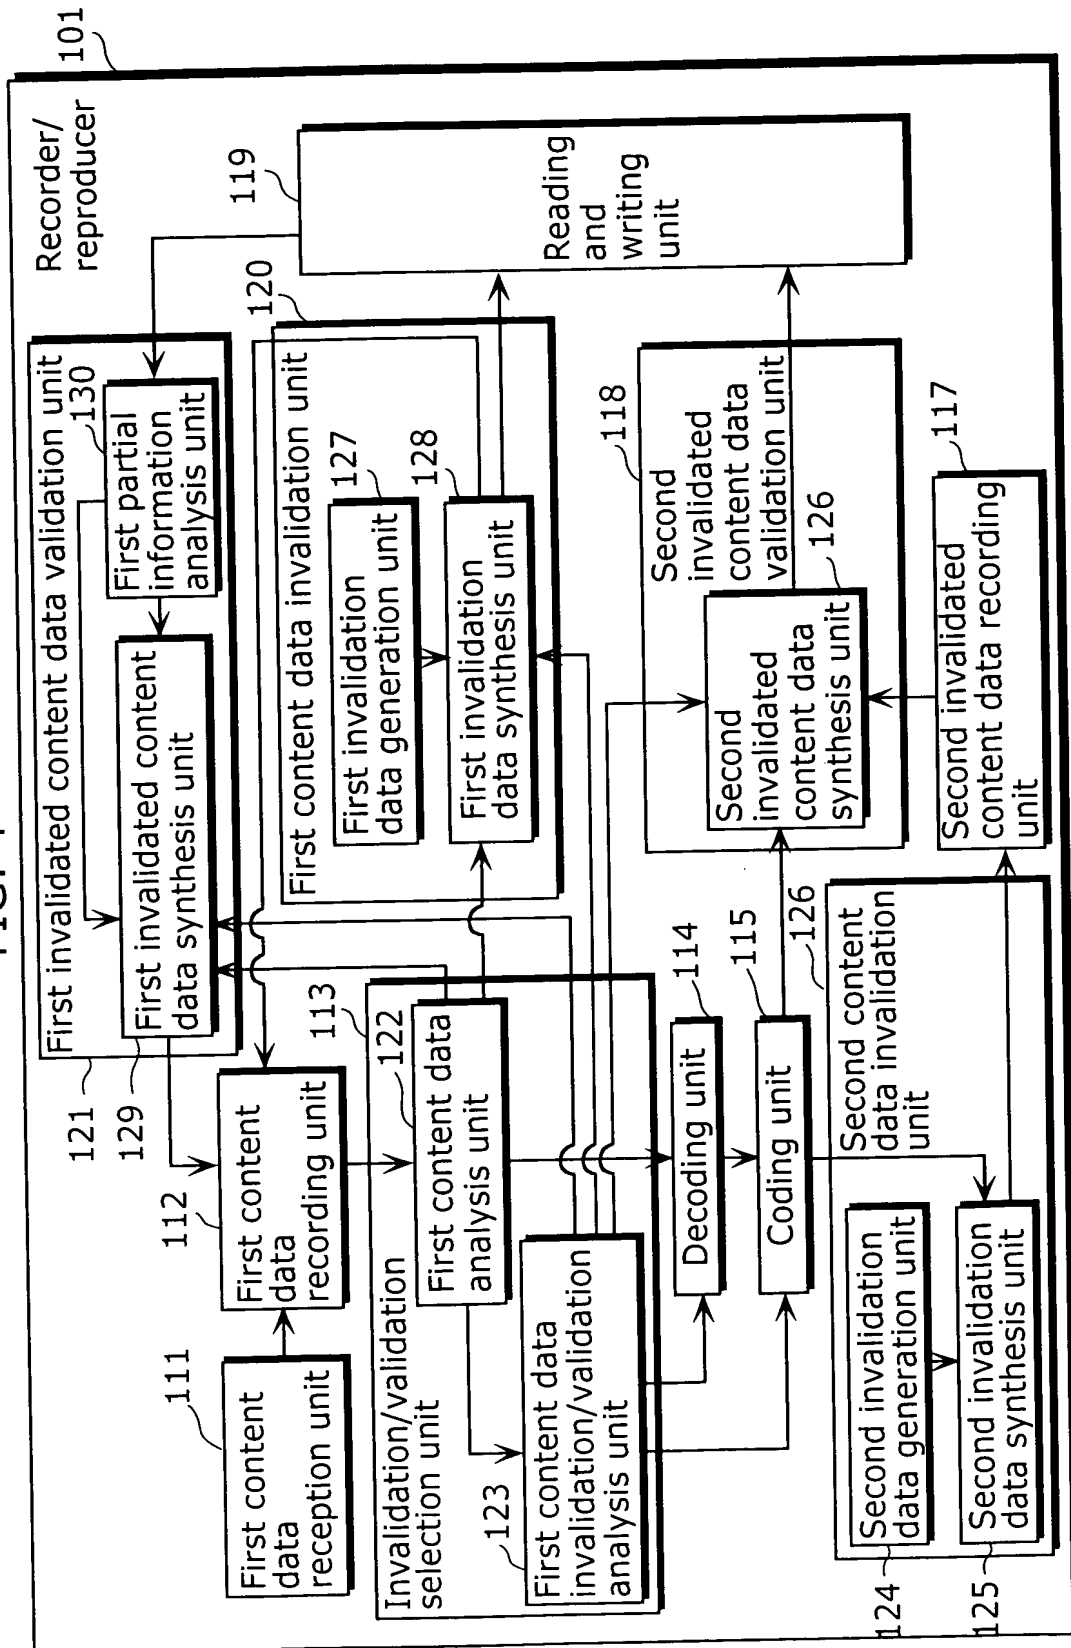 101
Recorder/
reproducer
First invalidated content data validation unit
121
130
First partial
information
analysis unit
129
First invalidated content
data synthesis unit
119
Reading
and
writing
unit
120
First content data invalidation unit
127
First invalidation
data generation unit
128
First invalidation
data synthesis unit
111
First content
data
reception unit
112
First content
data
recording unit
113
Invalidation/validation
selection unit
122
First content data
analysis unit
123
First content data
invalidation/validation
analysis unit
114
Decoding unit
115
Coding unit
118
Second
invalidated
content data
validation unit
126
Second
invalidated
content data
synthesis unit
117
Second invalidated
content data recording
unit
126
Second content
data invalidation
unit
124
Second invalidation
data generation unit
125
Second invalidation
data synthesis unit